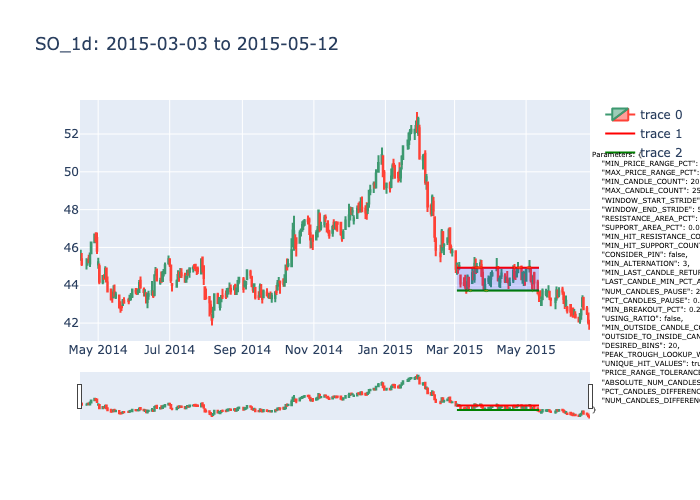 SO_1d: 2015-03-03 to 2015-05-12
52
50
48
46
44
42
May 2014
Jul 2014
Sep 2014
Nov 2014
Jan 2015
Mar 2015
May 2015
trace 0
trace 1
trace 2
Parameters: {
"MIN_PRICE_RANGE_PCT":
"MAX_PRICE_RANGE_PCT":
"MIN_CANDLE_COUNT": 20
"MAX_CANDLE_COUNT": 25
"WINDOW_START_STRIDE"
"WINDOW_END_STRIDE": 5
"RESISTANCE_AREA_PCT":
"SUPPORT_AREA_PCT": 0.0
"MIN_HIT_RESISTANCE_CO
"MIN_HIT_SUPPORT_COUNT
"CONSIDER_PIN": false,
"MIN_ALTERNATION": 3,
"MIN_LAST_CANDLE_RETUR
"LAST_CANDLE_MIN_PCT_A
"NUM_CANDLES_PAUSE": 2
"PCT_CANDLES_PAUSE": 0.
"MIN_BREAKOUT_PCT": 0.2
"USING_RATIO": false,
"MIN_OUTSIDE_CANDLE_CO
"OUTSIDE_TO_INSIDE_CAN
"DESIRED_BINS": 20,
"PEAK_TROUGH_LOOKUP_W
"UNIQUE_HIT_VALUES": tru
"PRICE_RANGE_TOLERANC
"ABSOLUTE_NUM_CANDLES
"PCT_CANDLES_DIFFERENC
"NUM_CANDLES_DIFFEREN
}